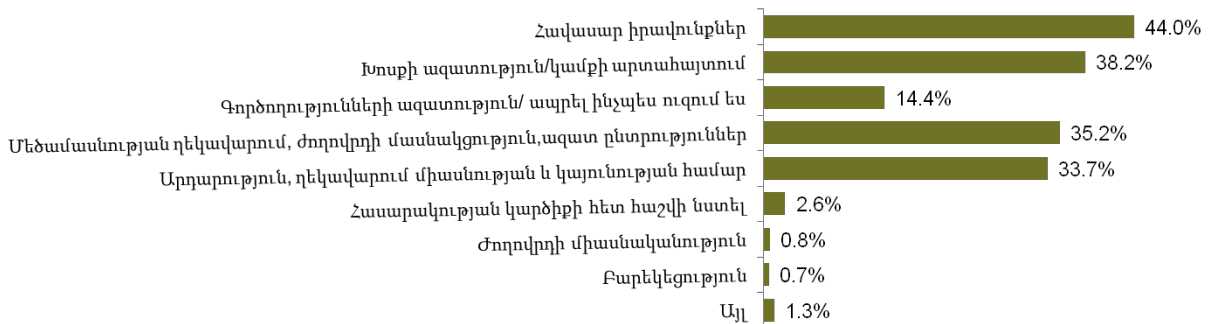 Հավասար իրավունքներ 44.0%
Խոսքի ազատություն/կամքի արտահայտում 38.2%
Գործողությունների ազատություն/ ապրել ինչպես ուզում ես 14.4%
Մեծամասնության ղեկավարում, ժողովրդի մասնակցություն,ազատ ընտրություններ 35.2%
Արդարություն, ղեկավարում միասնության և կայունության համար 33.7%
Հասարակության կարծիքի հետ հաշվի նստել 2.6%
Ժողովրդի միասնականություն 0.8%
Բարեկեցություն 0.7%
Այլ 1.3%